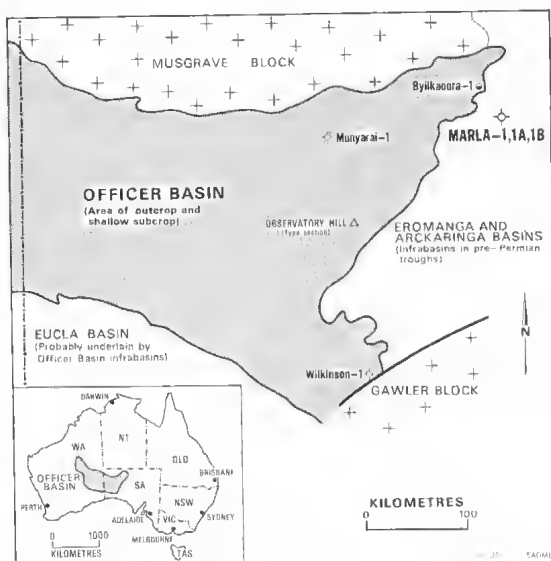 MUSGRAVE BLOCK
Byilkaoora-1
Munyarai-1
MARLA-1,1A,1B
OFFICER BASIN
(Area of outcrop and
shallow subcrop)
OBSERVATORY HILL
(Type section)
EROMANGA AND
ARCKARINGA BASINS
(Infrabasins in pre-Permian
troughs)
N
EUCLA BASIN
(Probably underlain by
Officer Basin infrabasins)
Wilkinson-1
GAWLER BLOCK
DARWIN
NT
WA
QLD
OFFICER
BASIN
SA
BRISBANE
NSW
PERTH
ADELAIDE
SYDNEY
VIC
MELBOURNE
TAS
0 1000
KILOMETRES
KILOMETRES
0 100